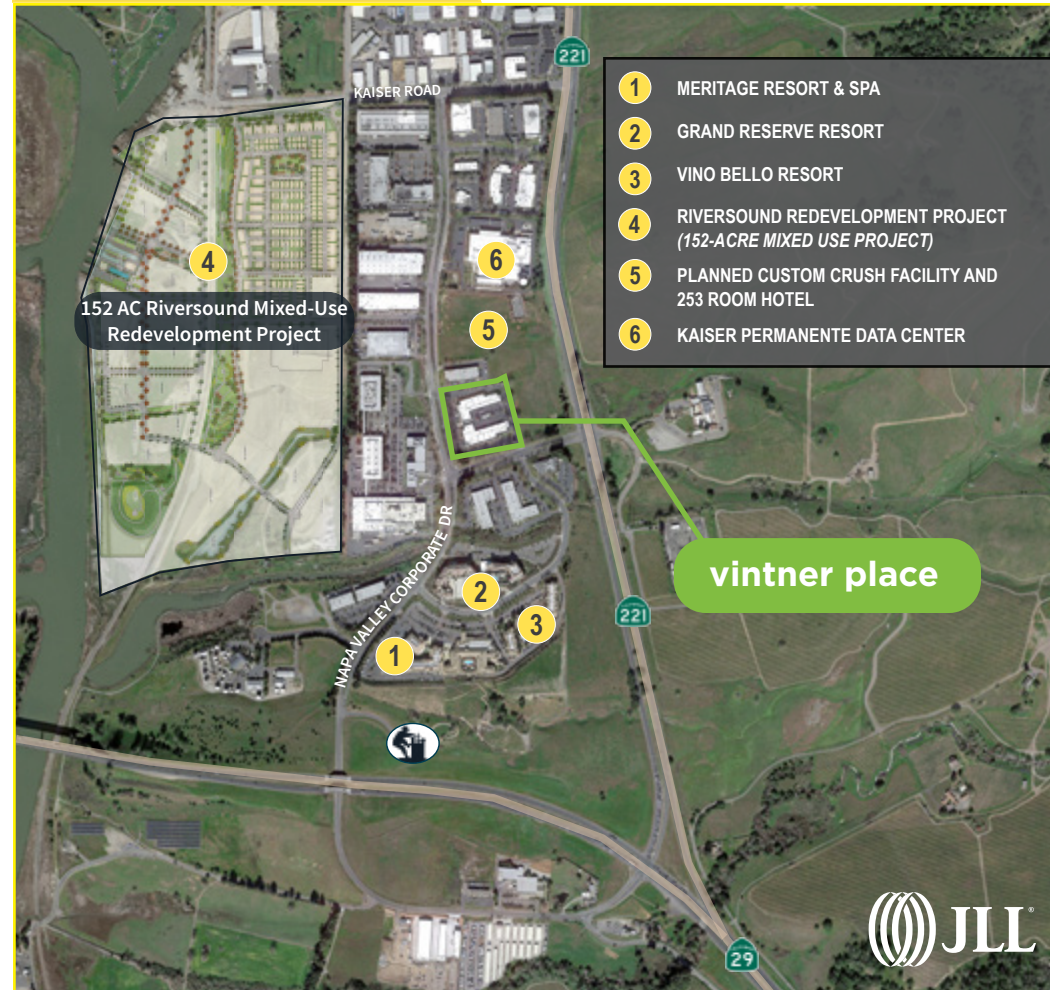 221
KAISER ROAD
1 MERITAGE RESORT & SPA
2 GRAND RESERVE RESORT
3 VINO BELLO RESORT
4 RIVERSOUND REDEVELOPMENT PROJECT
(152-ACRE MIXED USE PROJECT)
5 PLANNED CUSTOM CRUSH FACILITY AND
253 ROOM HOTEL
6 KAISER PERMANENTE DATA CENTER
4
152 AC Riversound Mixed-Use
Redevelopment Project
6
5
NAPA VALLEY CORPORATE DR
vintner place
2
3
1
221
29
JLL®